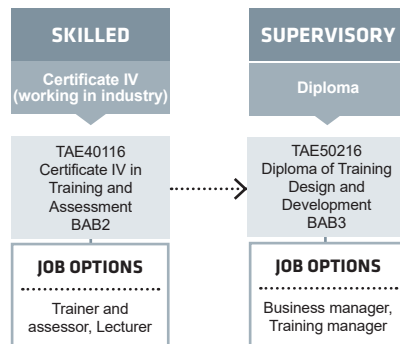 SKILLED
Certificate IV
(working in industry)
TAE40116
Certificate IV in
Training and
Assessment
BAB2
JOB OPTIONS
Trainer and
assessor, Lecturer
SUPERVISORY
Diploma
TAE50216
Diploma of Training
Design and
Development
BAB3
JOB OPTIONS
Business manager,
Training manager